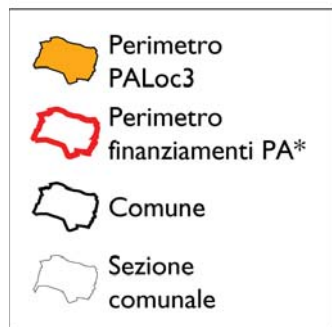 Perimetro
PALoc3
Perimetro
finanziamenti PA*
Comune
Sezione
comunale